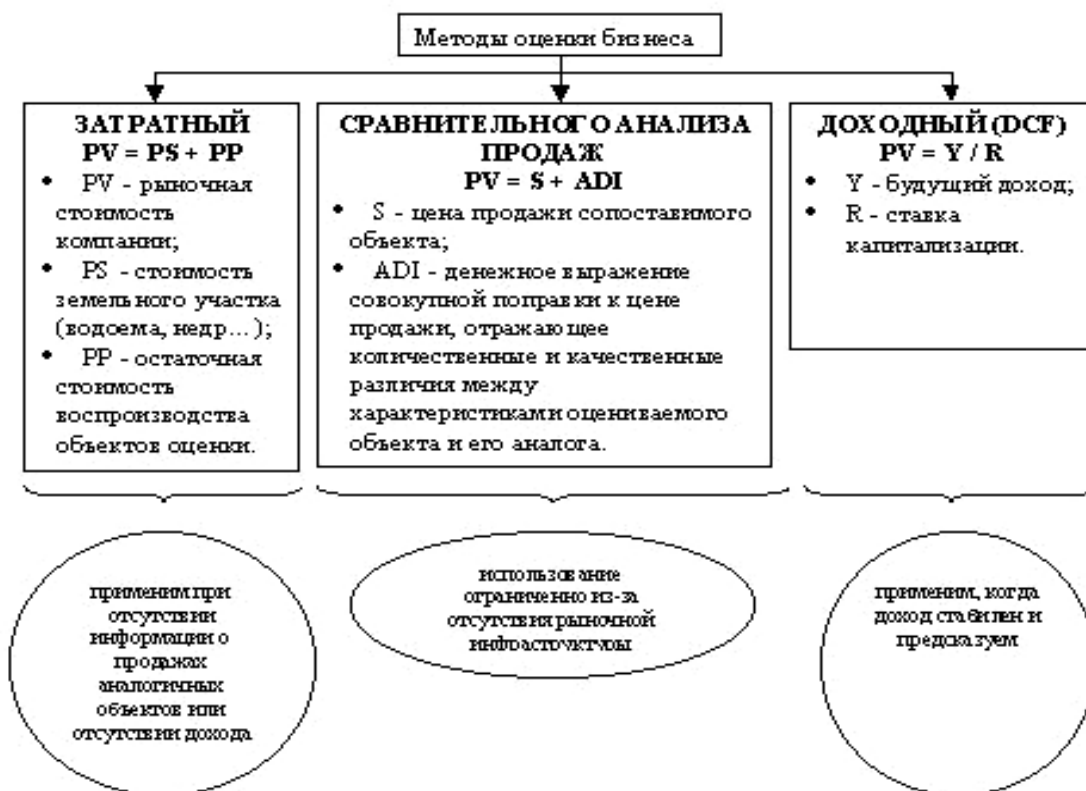 Методы оценки бизнеса
ЗАТРАТНЫЙ
PV = PS + PP
• PV - рыночная
стоимость
компании;
• PS - стоимость
земельного участка
(водоема, недр…);
• PP - остаточная
стоимость
воспроизводства
объектов оценки.
СРАВНИТЕЛЬНОГО АНАЛИЗА
ПРОДАЖ
PV = S + ADI
• S - цена продажи сопоставимого
объекта;
• ADI - денежное выражение
совокупной поправки к цене
продажи, отражающее
количественные и качественные
различия между
характеристиками оцениваемого
объекта и его аналога.
ДОХОДНЫЙ (DCF)
PV = Y / R
• Y - будущий доход;
• R - ставка
капитализации.
применим при
отсутствии
информации о
продажах
аналогичных
объектов или
отсутствии дохода
использование
ограниченно из-за
отсутствия рыночной
инфраструктуры
применим, когда
доход стабилен и
предсказуем